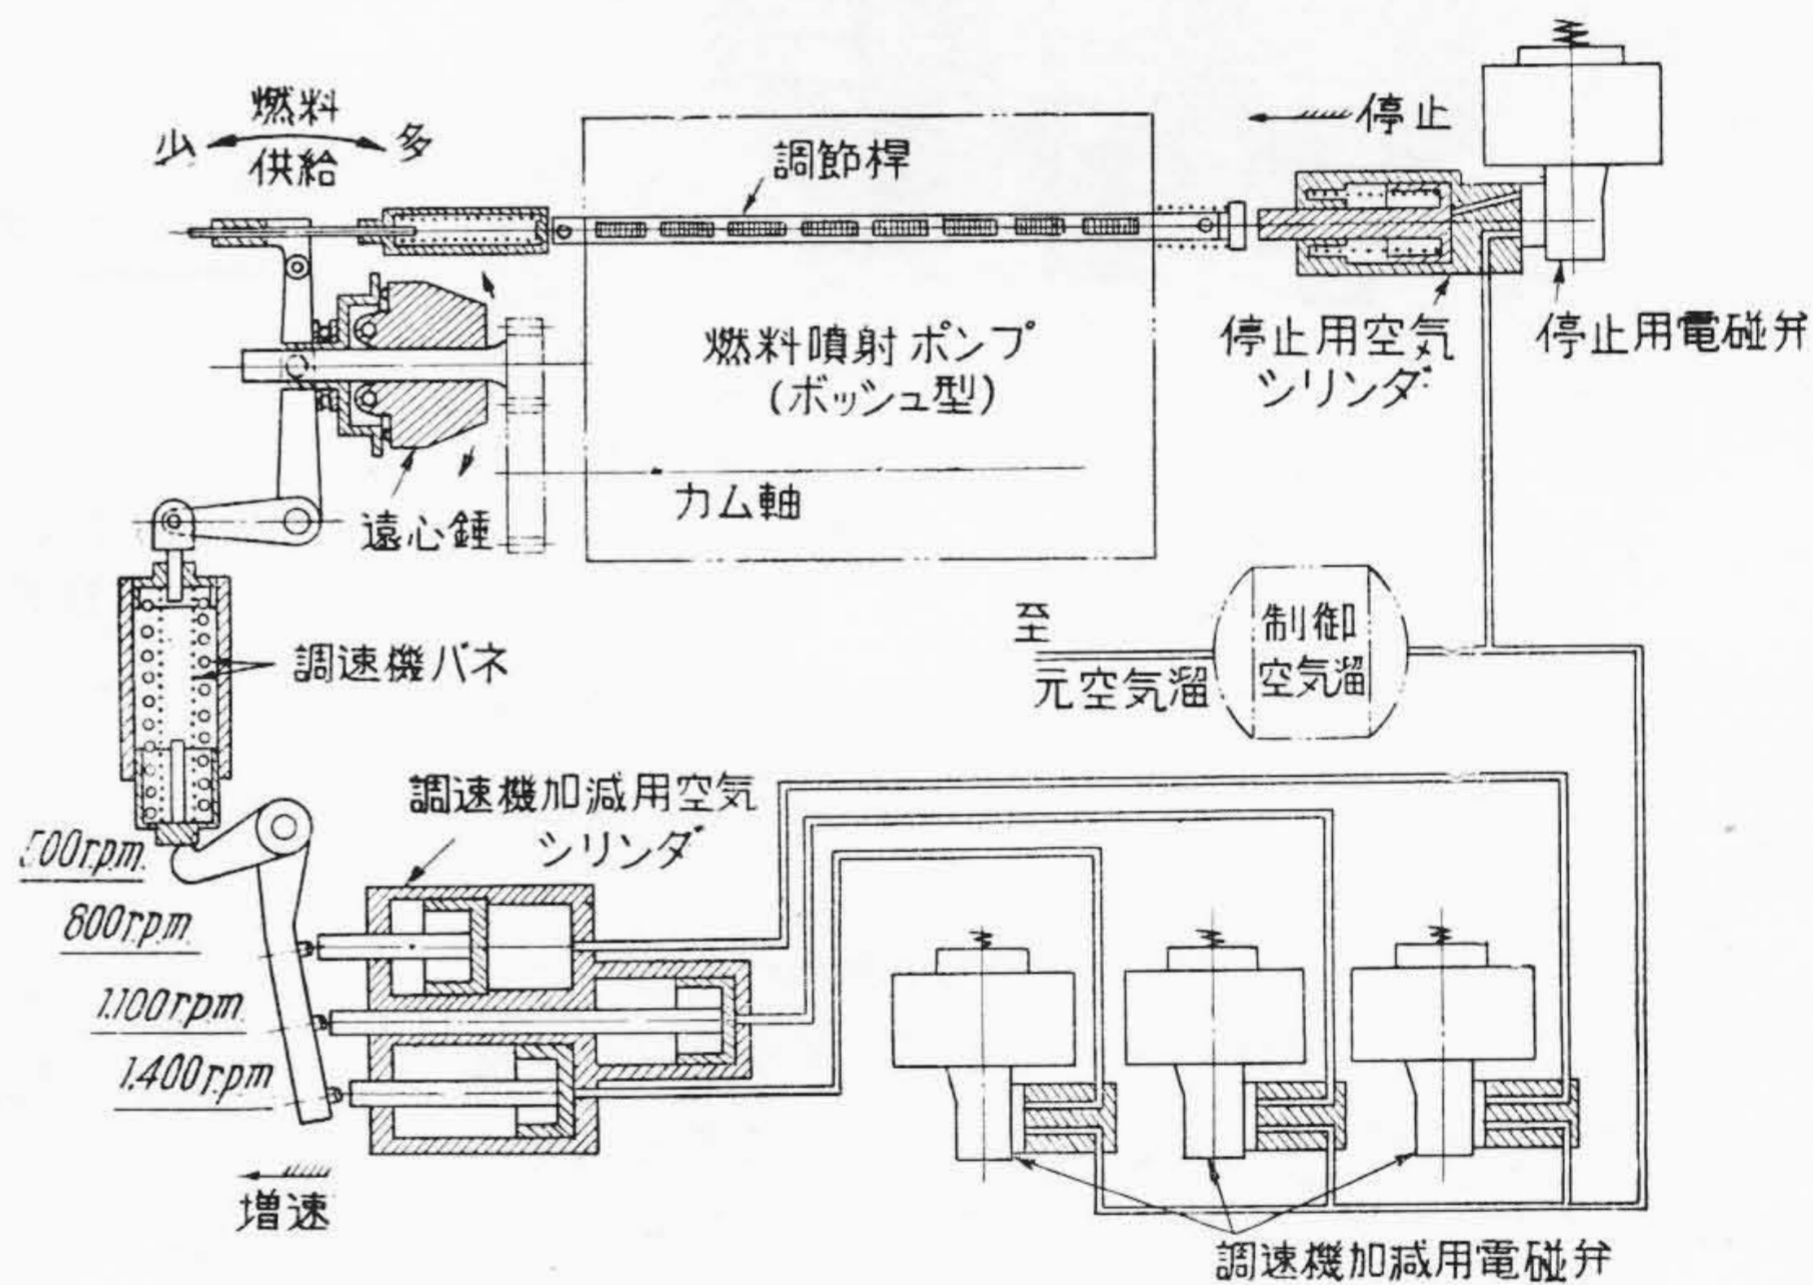 燃料
少
多
供給
停止
調節桿
燃料噴射ポンプ
(ボッシュ型)
停止用空気
シリンダ
停止用電磁弁
カム軸
遠心錘
至
元空気溜
制御
空気溜
調速機バネ
調速機加減用空気
シリンダ
500r.p.m.
800r.p.m.
1.100r.p.m.
1.400r.p.m
増速
調速機加減用電磁弁